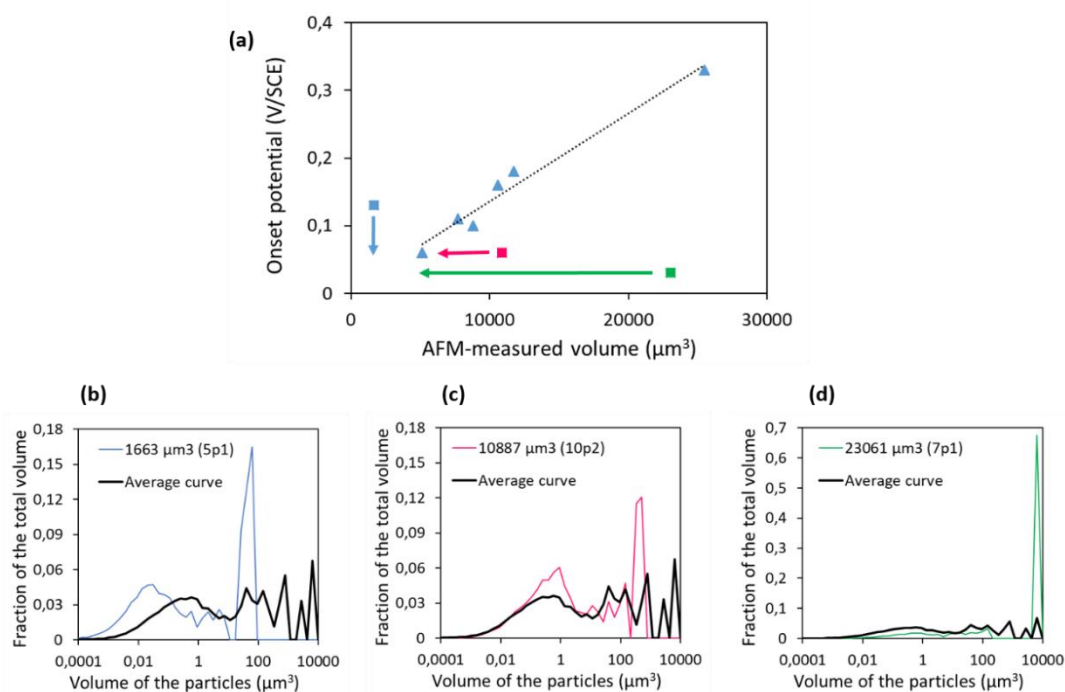 (a)
0,4
0,3
0,2
0,1
0
Onset potential (V/SCE)
0 10000 20000 30000
AFM-measured volume (µm³)
(b)
0,18
0,15
0,12
0,09
0,06
0,03
0
Fraction of the total volume
1663 µm3 (5p1)
Average curve
0,0001 0,01 1 100 10000
Volume of the particles (µm³)
(c)
0,18
0,15
0,12
0,09
0,06
0,03
0
Fraction of the total volume
10887 µm3 (10p2)
Average curve
0,0001 0,01 1 100 10000
Volume of the particles (µm³)
(d)
0,7
0,6
0,5
0,4
0,3
0,2
0,1
0
Fraction of the total volume
23061 µm3 (7p1)
Average curve
0,0001 0,01 1 100 10000
Volume of the particles (µm³)